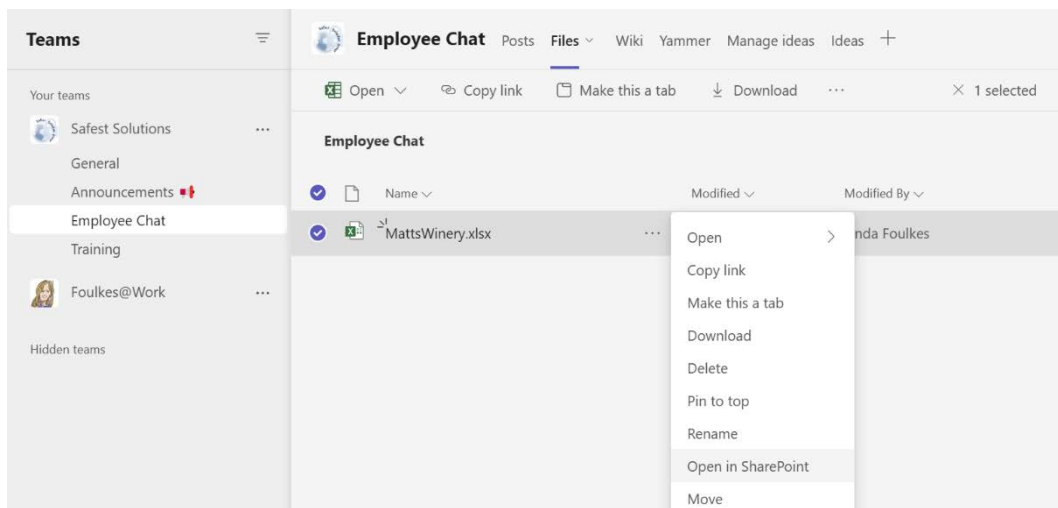 Teams
Employee Chat Posts Files Wiki Yammer Manage ideas Ideas
Your teams
Open Copy link Make this a tab Download ... 1 selected
Safest Solutions ...
General
Announcements
Employee Chat
Training
Foulkes@Work ...
Hidden teams
Employee Chat
Name Modified Modified By
MattsWinery.xlsx ... nda Foulkes
Open
Copy link
Make this a tab
Download
Delete
Pin to top
Rename
Open in SharePoint
Move